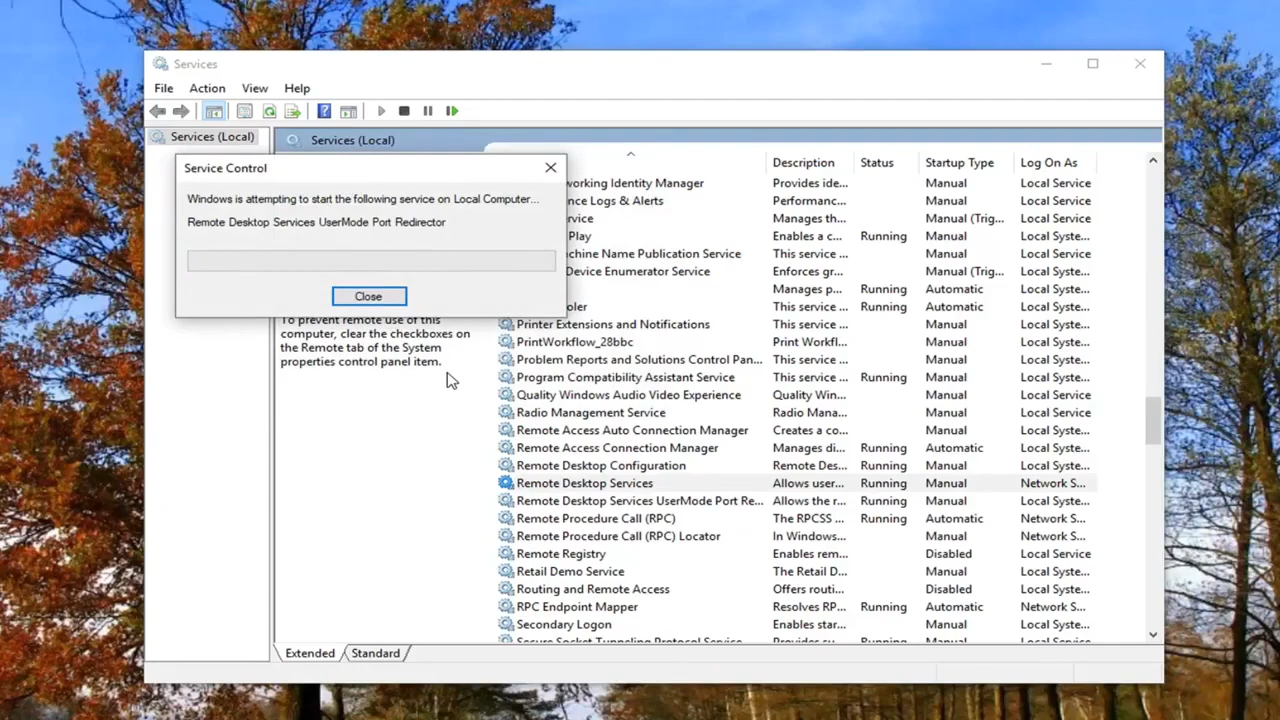 Services
File Action View Help
Services (Local)
Services (Local)
Service Control
Windows is attempting to start the following service on Local Computer...
Remote Desktop Services UserMode Port Redirector
Close
To prevent remote use of this
computer, clear the checkboxes on
the Remote tab of the System
properties control panel item.
Description Status Startup Type Log On As
working Identity Manager Provides ide... Manual Local Service
nce Logs & Alerts Performanc... Manual Local Service
rvice Manages th... Manual (Trig... Local Service
Play Enables a c... Running Manual Local Syste...
chine Name Publication Service This service ... Manual Local Service
Device Enumerator Service Enforces gr... Manual (Trig... Local Syste...
Manages p... Running Automatic Local Syste...
oler This service ... Running Automatic Local Syste...
Printer Extensions and Notifications This service ... Manual Local Syste...
PrintWorkflow_28bbc Print Workfl... Manual Local Syste...
Problem Reports and Solutions Control Pan... This service ... Manual Local Syste...
Program Compatibility Assistant Service This service ... Running Manual Local Syste...
Quality Windows Audio Video Experience Quality Win... Manual Local Service
Radio Management Service Radio Mana... Manual Local Service
Remote Access Auto Connection Manager Creates a co... Manual Local Syste...
Remote Access Connection Manager Manages di... Running Automatic Local Syste...
Remote Desktop Configuration Remote Des... Running Manual Local Syste...
Remote Desktop Services Allows user... Running Manual Network S...
Remote Desktop Services UserMode Port Re... Allows the r... Running Manual Local Syste...
Remote Procedure Call (RPC) The RPCSS ... Running Automatic Network S...
Remote Procedure Call (RPC) Locator In Windows... Manual Network S...
Remote Registry Enables rem... Disabled Local Service
Retail Demo Service The Retail D... Manual Local Syste...
Routing and Remote Access Offers routi... Disabled Local Syste...
RPC Endpoint Mapper Resolves RP... Running Automatic Network S...
Secondary Logon Enables star... Manual Local Syste...
Secure Socket Tunneling Protocol Service Provides su... Running Manual Local Service
Extended Standard